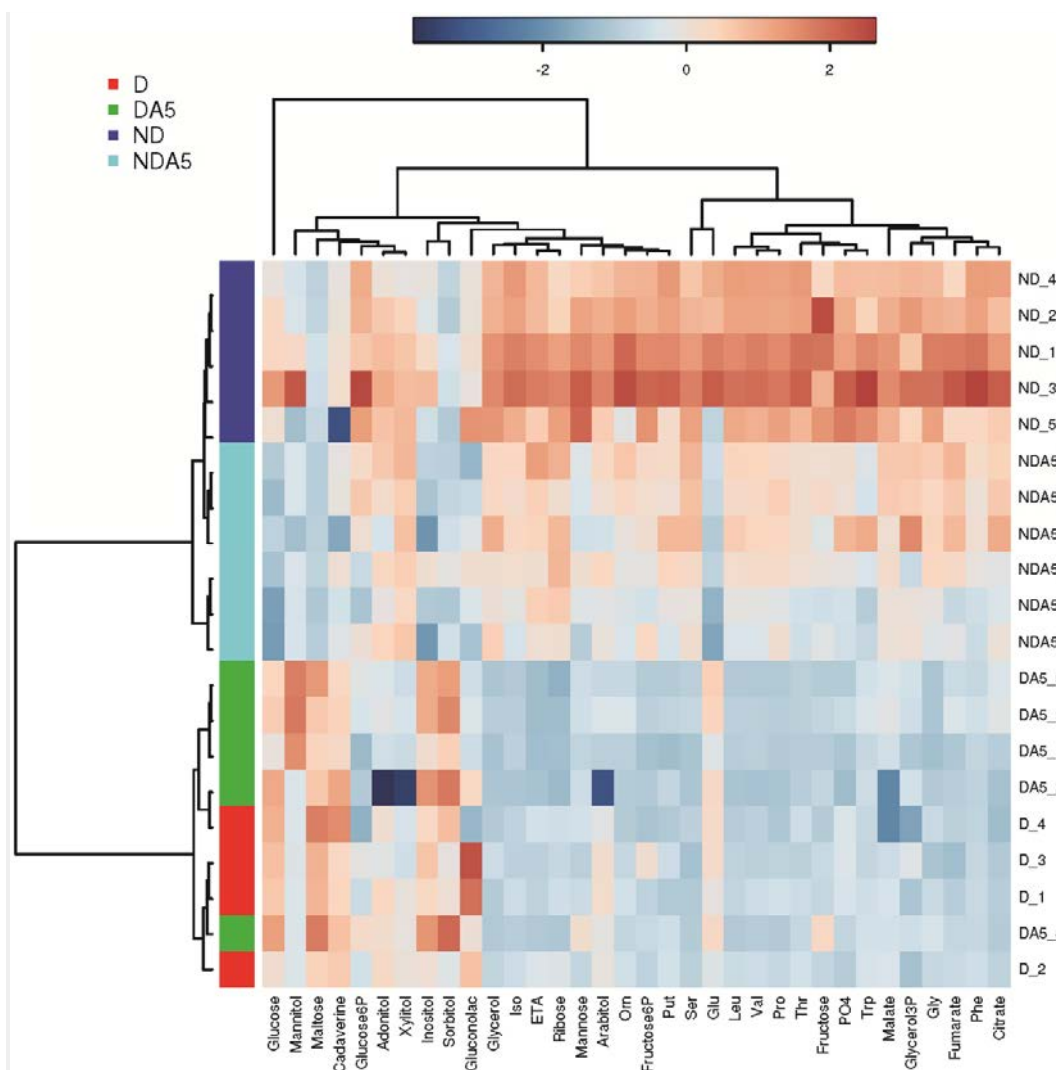 -2 0 2
D
DA5
ND
NDA5
ND_4
ND_2
ND_1
ND_3
ND_5
NDA5
NDA5
NDA5
NDA5
NDA5
NDA5
DA5_
DA5_
DA5_
DA5_
D_4
D_3
D_1
DA5_
D_2
Glucose
Mannitol
Maltose
Cadaverine
Glucose6P
Adonitol
Xylitol
Inositol
Sorbitol
Gluconolac
Glycerol
Iso
ETA
Ribose
Mannose
Arabitol
Orn
Fructose6P
Put
Ser
Glu
Leu
Val
Pro
Thr
Fructose
PO4
Trp
Malate
Glycerol3P
Gly
Fumarate
Phe
Citrate